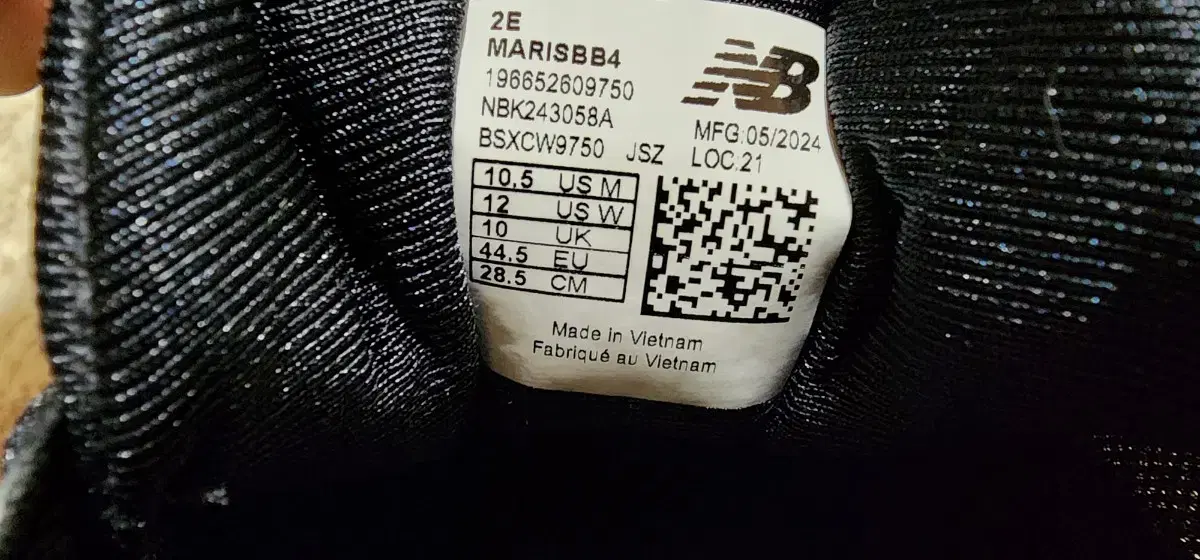 2E
MARISBB4
196652609750
NBK243058A
BSXCW9750 JSZ
NB
MFG:05/2024
LOC:21
10.5 US M
12 US W
10 UK
44.5 EU
28.5 CM
Made in Vietnam
Fabriqué au Vietnam